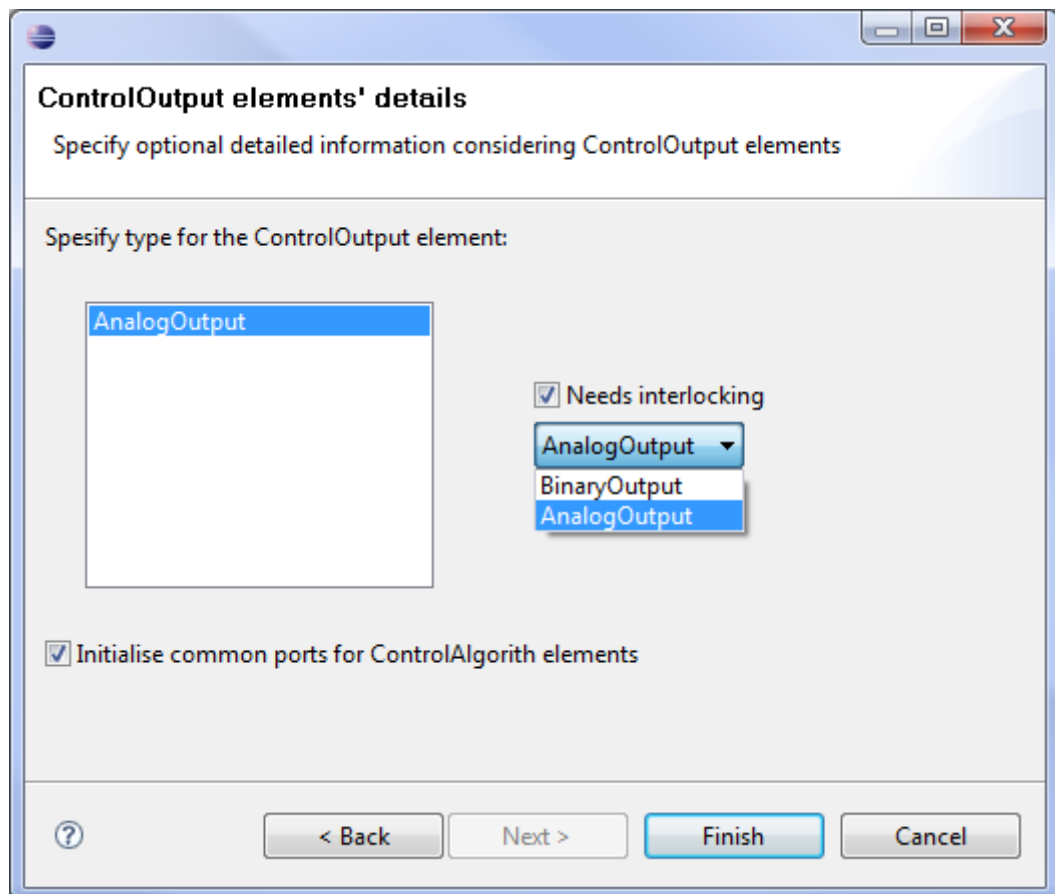 ControlOutput elements' details
Specify optional detailed information considering ControlOutput elements
Spesify type for the ControlOutput element:
AnalogOutput
Needs interlocking
AnalogOutput
BinaryOutput
AnalogOutput
Initialise common ports for ControlAlgorith elements
?
< Back
Next >
Finish
Cancel